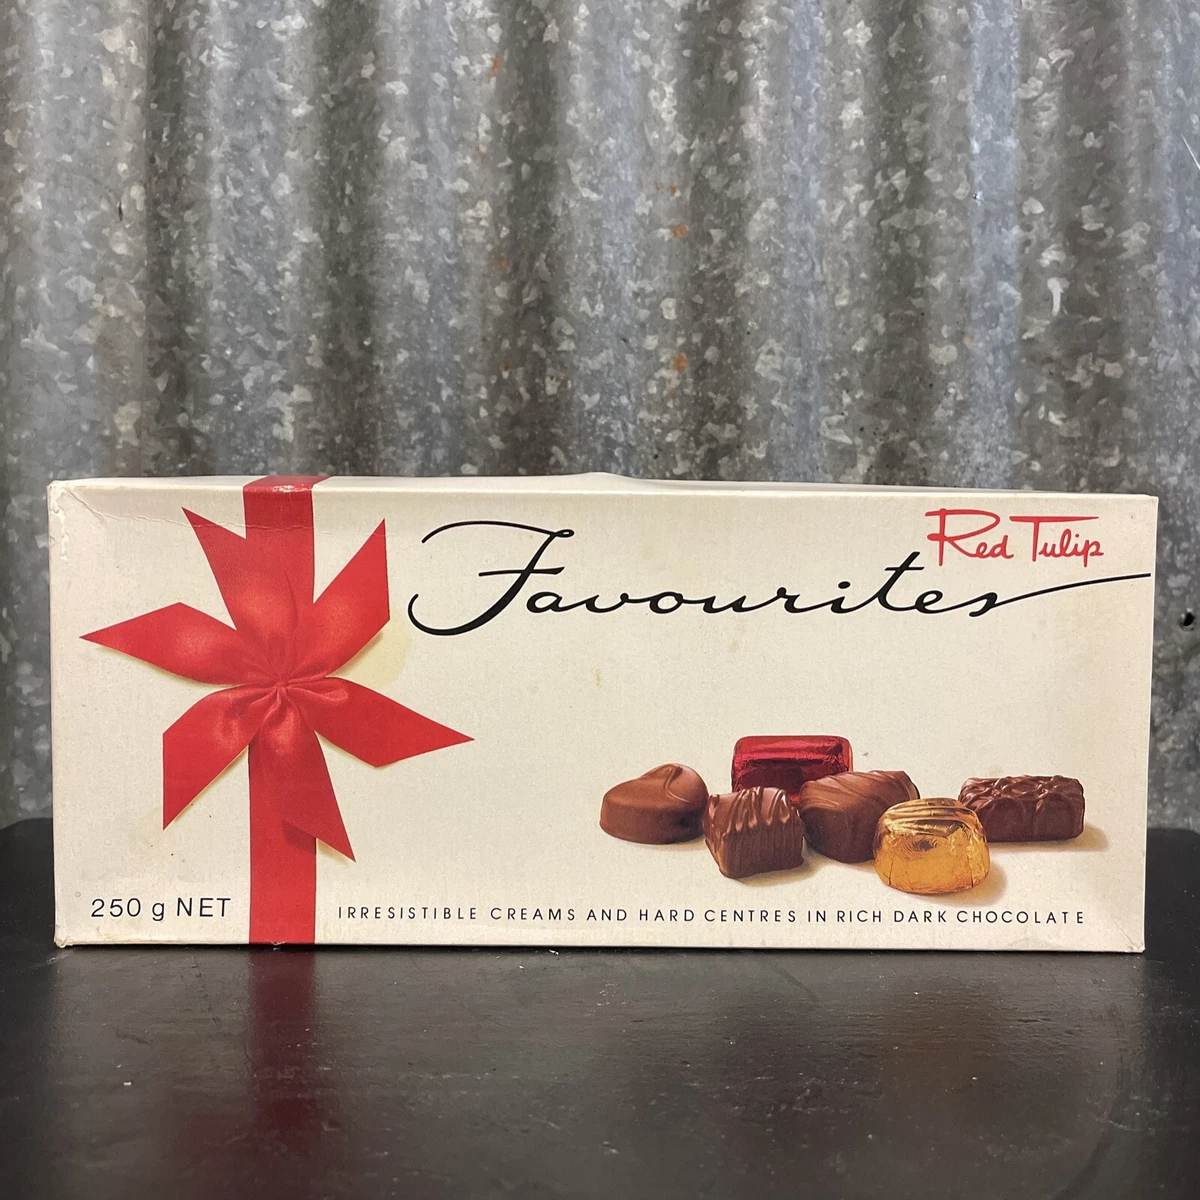 Red Tulip
Favourites
250 g NET
IRRESISTIBLE CREAMS AND HARD CENTRES IN RICH DARK CHOCOLATE